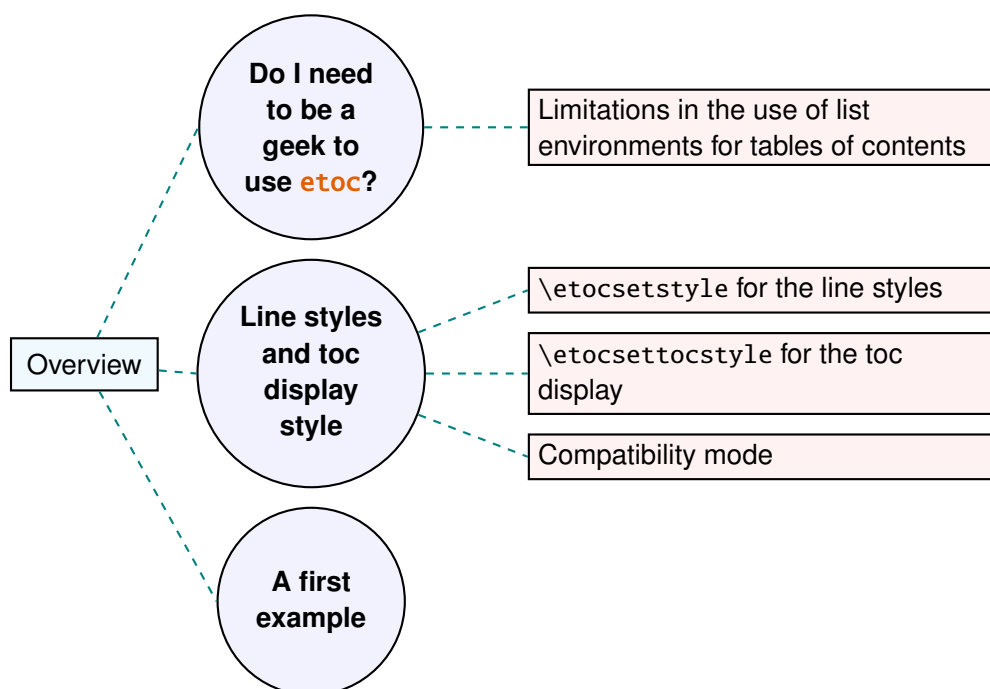 Do I need
to be a
geek to
use etoc?
Limitations in the use of list
environments for tables of contents
Overview
Line styles
and toc
display
style
\etocsetstyle for the line styles
\etocsettocstyle for the toc
display
Compatibility mode
A first
example